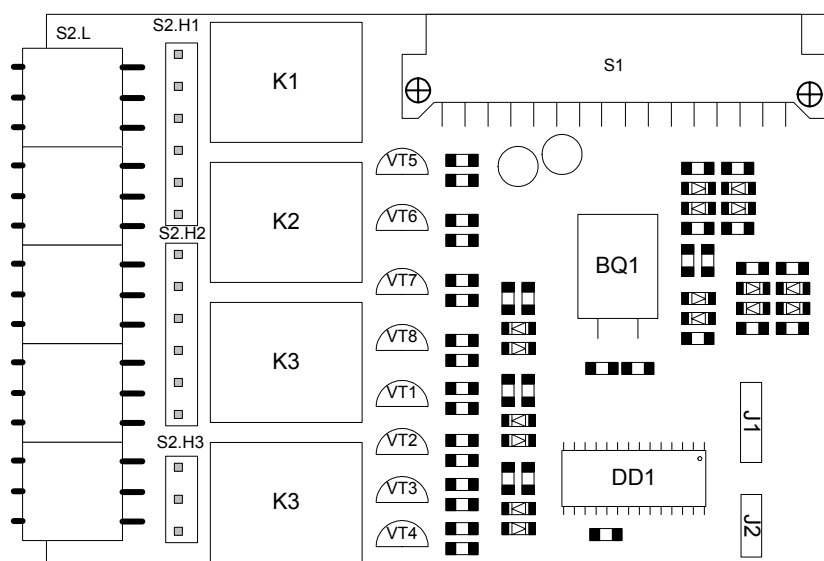 S2.L
S2.H1
K1
S1
VT5
K2
VT6
S2.H2
BQ1
VT7
VT8
K3
VT1
J1
VT2
S2.H3
DD1
K3
VT3
J2
VT4